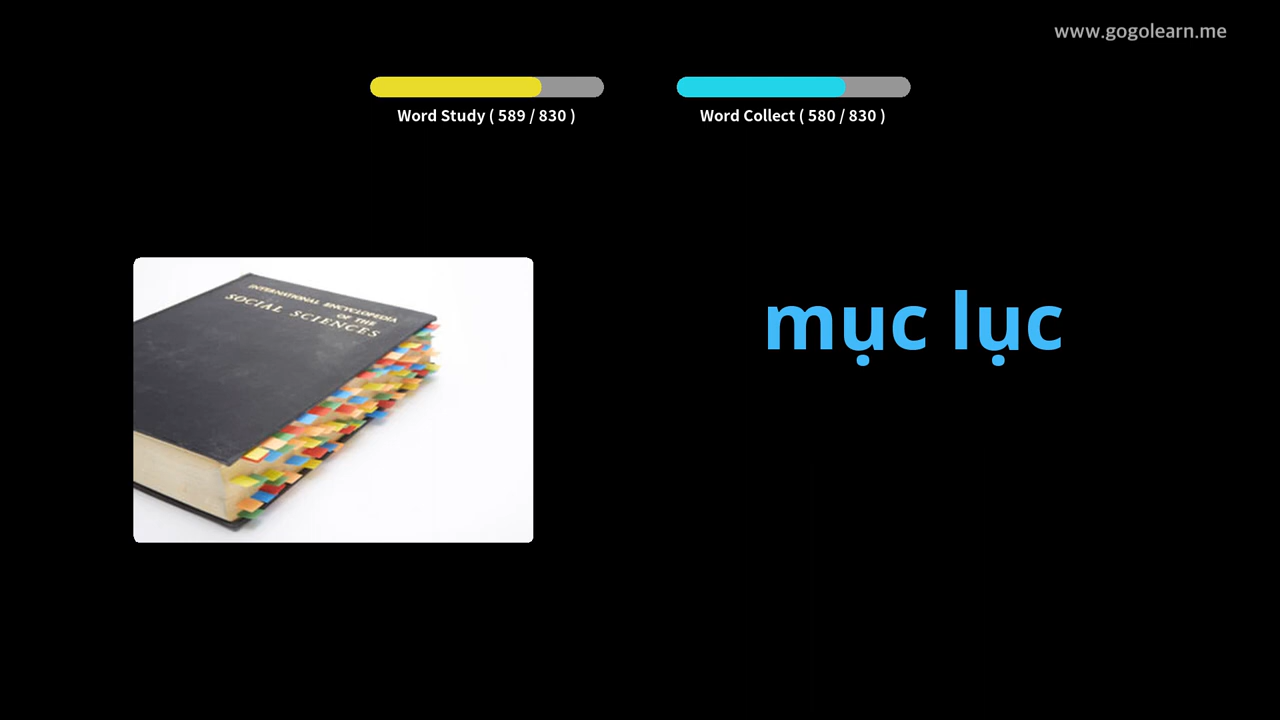 www.gogolearn.me
Word Study ( 589 / 830 )
Word Collect ( 580 / 830 )
INTERNATIONAL ENCYCLOPEDIA
OF THE
SOCIAL SCIENCES
mục lục